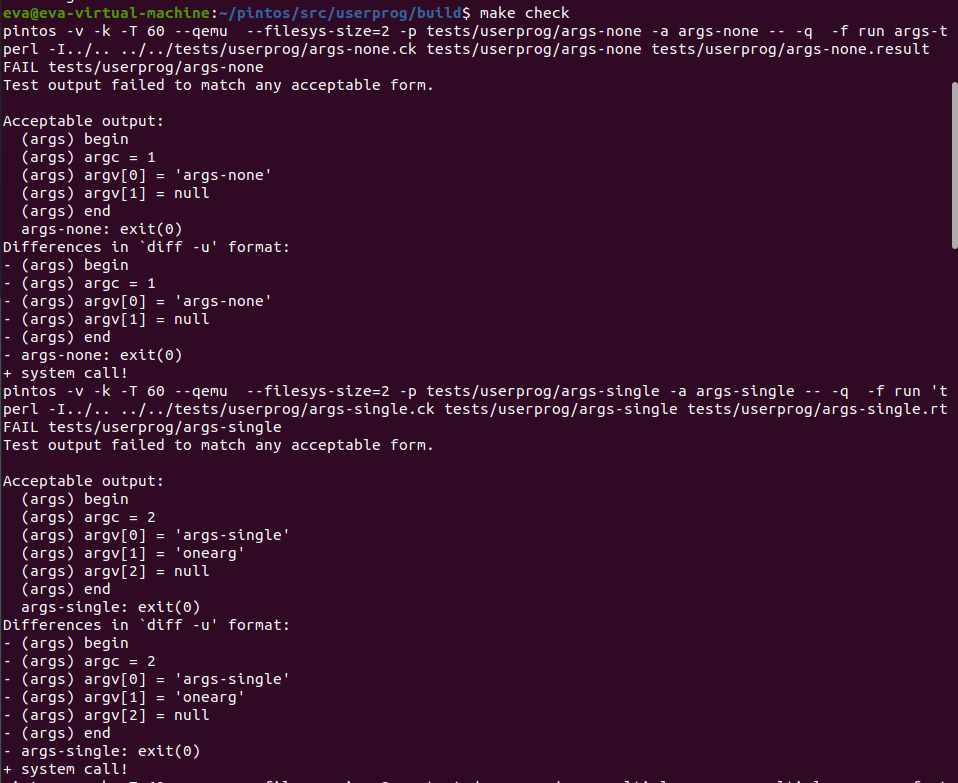 eva@eva-virtual-machine:~/pintos/src/userprog/build$ make check
pintos -v -k -T 60 --qemu  --filesys-size=2 -p tests/userprog/args-none -a args-none -- -q  -f run args-t
perl -I../.. ../../tests/userprog/args-none.ck tests/userprog/args-none tests/userprog/args-none.result
FAIL tests/userprog/args-none
Test output failed to match any acceptable form.

Acceptable output:
  (args) begin
  (args) argc = 1
  (args) argv[0] = 'args-none'
  (args) argv[1] = null
  (args) end
  args-none: exit(0)
Differences in `diff -u' format:
- (args) begin
- (args) argc = 1
- (args) argv[0] = 'args-none'
- (args) argv[1] = null
- (args) end
- args-none: exit(0)
+ system call!
pintos -v -k -T 60 --qemu  --filesys-size=2 -p tests/userprog/args-single -a args-single -- -q  -f run 't
perl -I../.. ../../tests/userprog/args-single.ck tests/userprog/args-single tests/userprog/args-single.rt
FAIL tests/userprog/args-single
Test output failed to match any acceptable form.

Acceptable output:
  (args) begin
  (args) argc = 2
  (args) argv[0] = 'args-single'
  (args) argv[1] = 'onearg'
  (args) argv[2] = null
  (args) end
  args-single: exit(0)
Differences in `diff -u' format:
- (args) begin
- (args) argc = 2
- (args) argv[0] = 'args-single'
- (args) argv[1] = 'onearg'
- (args) argv[2] = null
- (args) end
- args-single: exit(0)
+ system call!